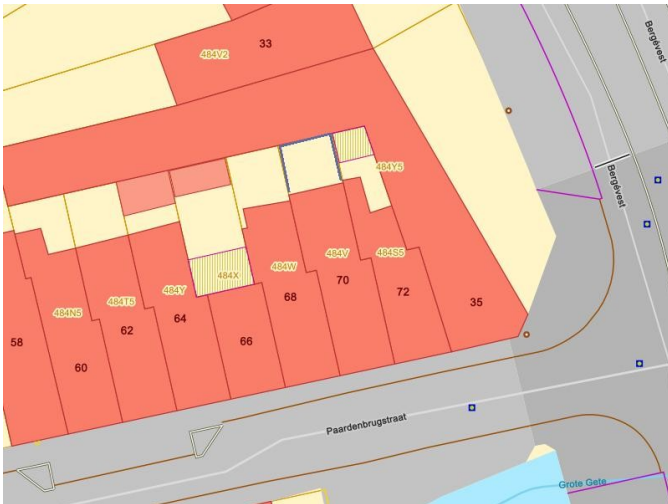 33
484V2
Bergévest
Bergévest
484Y5
484X
484W
484V
484S5
484Y
484T5
484N5
58
60
62
64
66
68
70
72
35
Paardenbrugstraat
Grote Gete